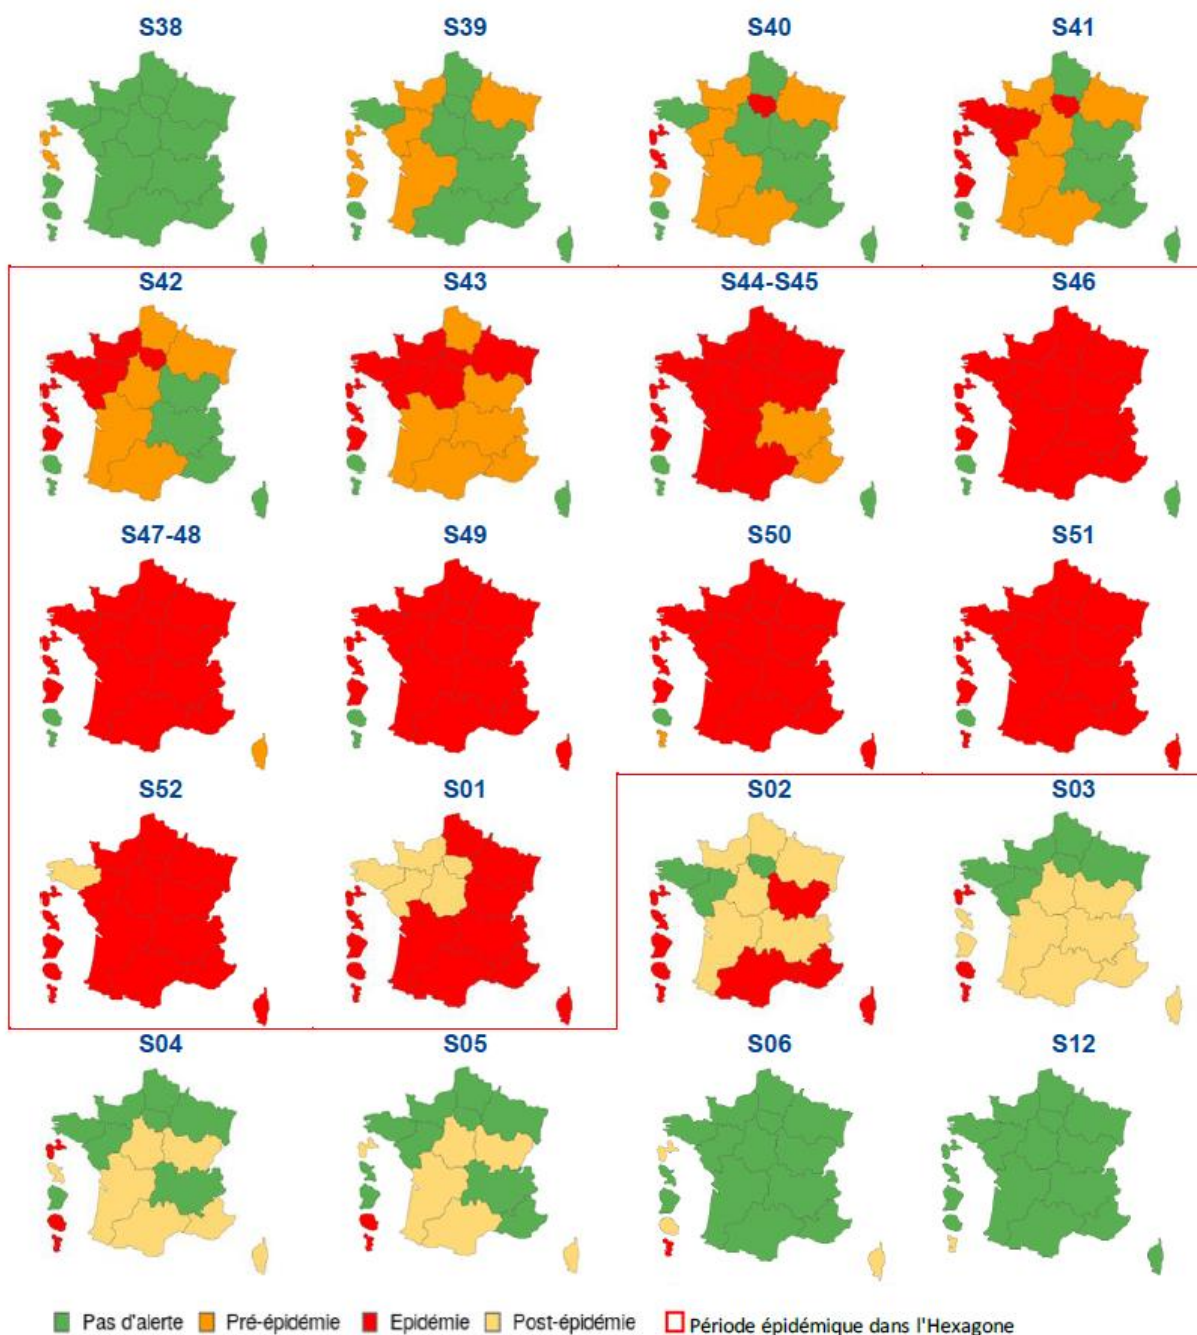 S38 S39 S40 S41
S42 S43 S44-S45 S46
S47-48 S49 S50 S51
S52 S01 S02 S03
S04 S05 S06 S12
Pas d'alerte Pré-épidémie Epidémie Post-épidémie Période épidémique dans l'Hexagone